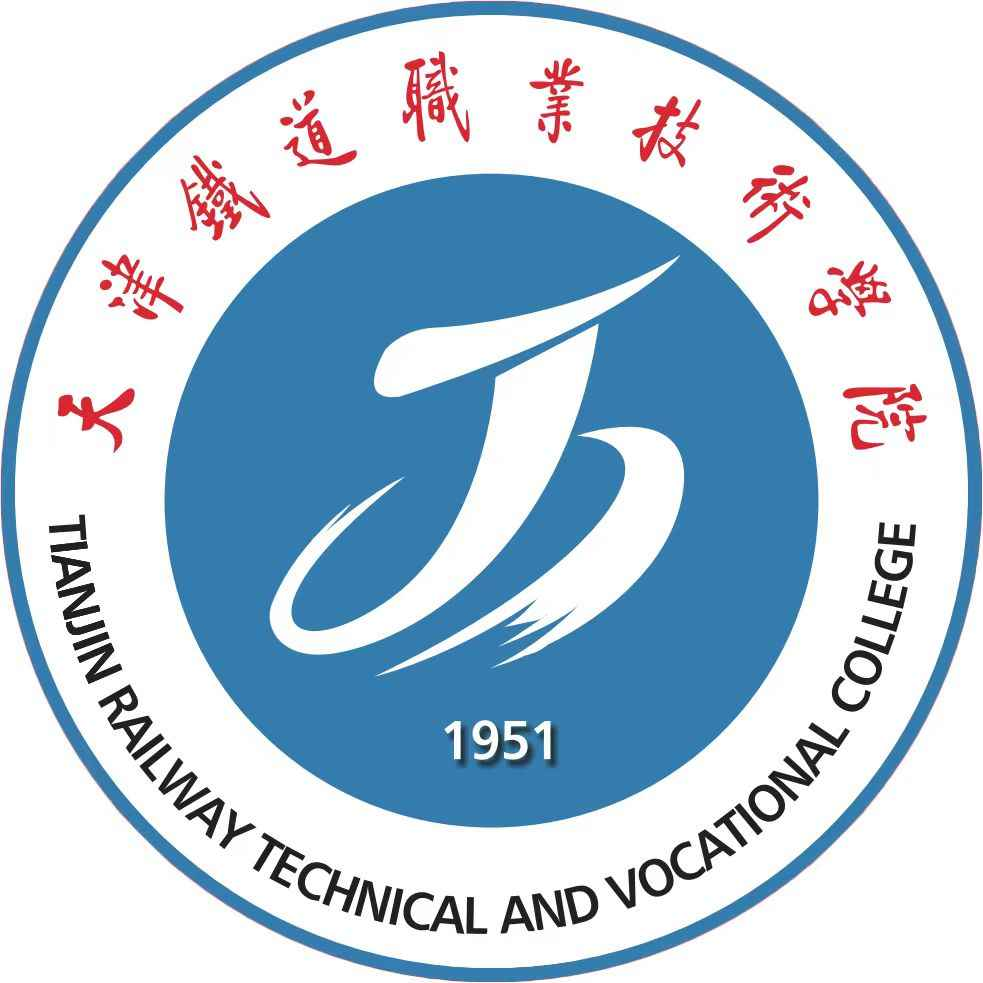 天津鐵道職業技術學院
1951
TIANJIN RAILWAY TECHNICAL AND VOCATIONAL COLLEGE